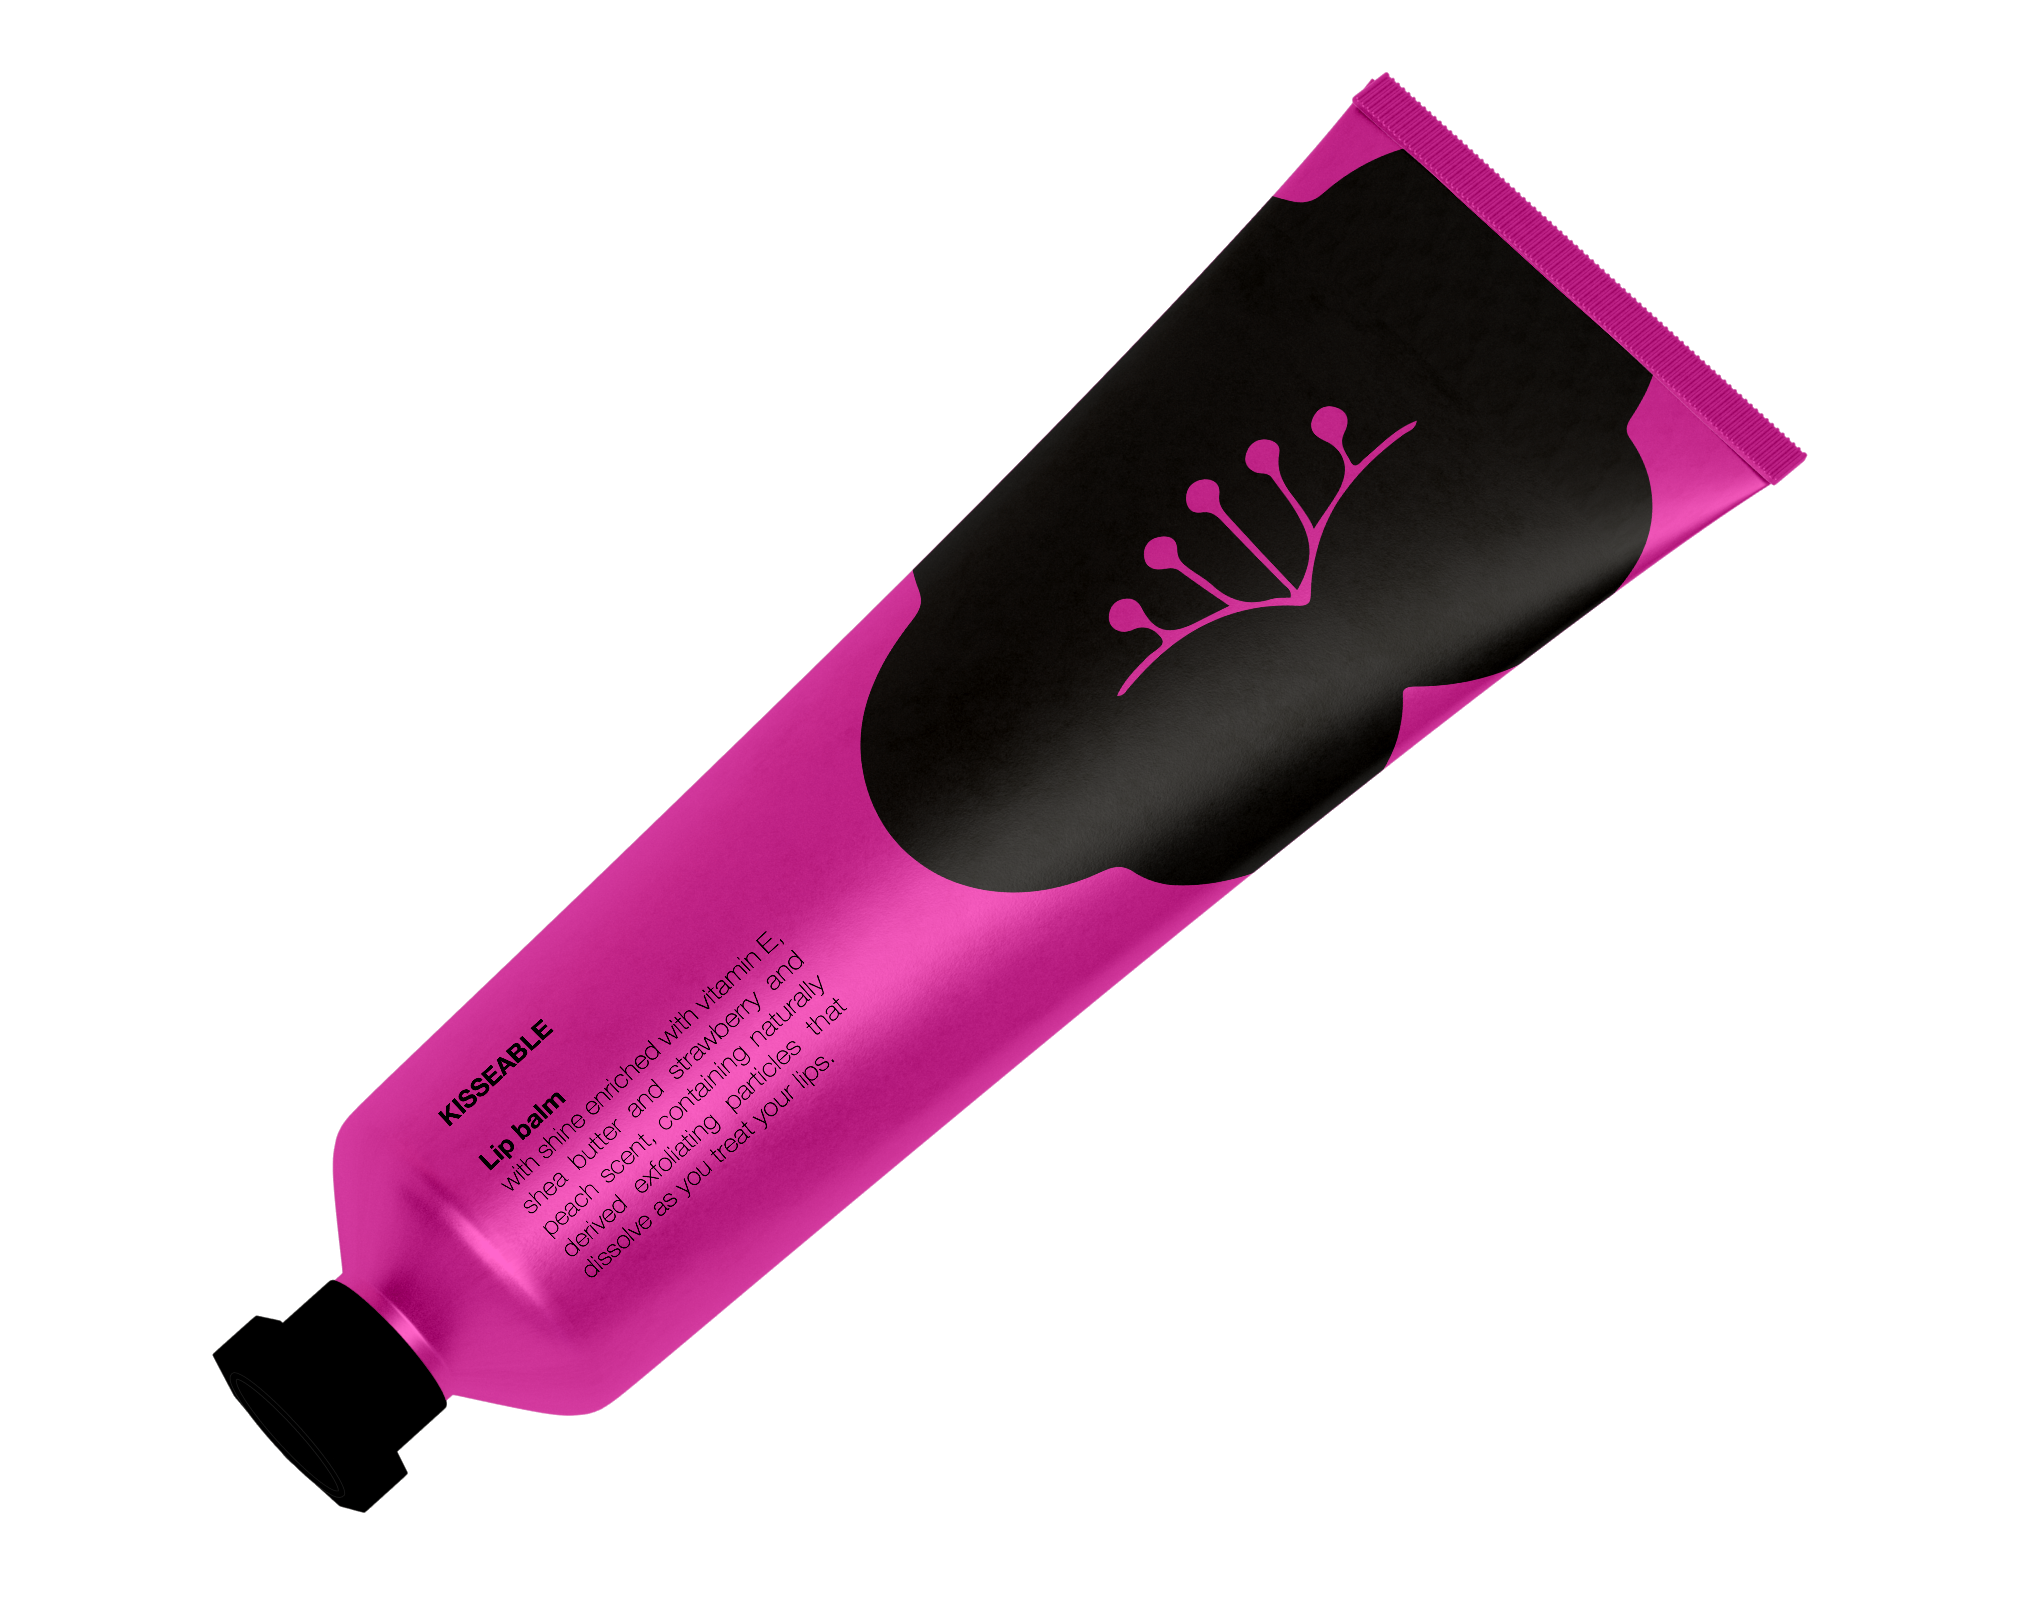 KISSEABLE
Lip balm
with shine enriched with vitamin E,
shea butter and strawberry and
peach scent, containing naturally
derived exfoliating particles that
dissolve as you treat your lips.